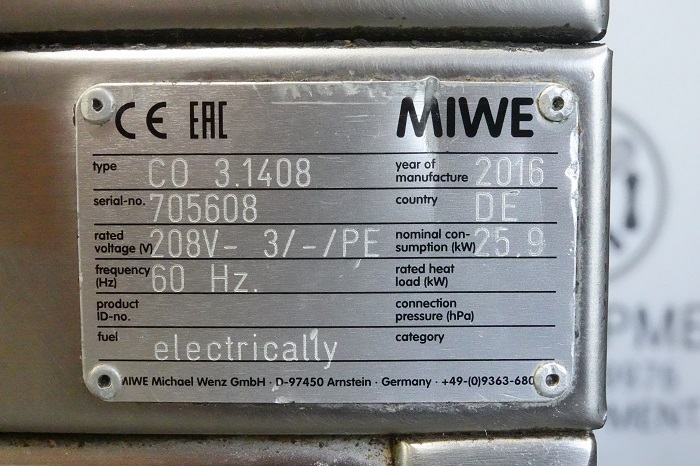 CE EAC MIWE
type CO 3.1408 year of manufacture 2016
serial-no. 705608 country DE
rated voltage (V) 208V- 3/-/PE nominal con-sumption (kW) 25.9
frequency (Hz) 60 Hz. rated heat load (kW)
product ID-no. connection pressure (hPa)
fuel electrically category
MIWE Michael Wenz GmbH · D-97450 Arnstein · Germany · +49-(0)9363-680